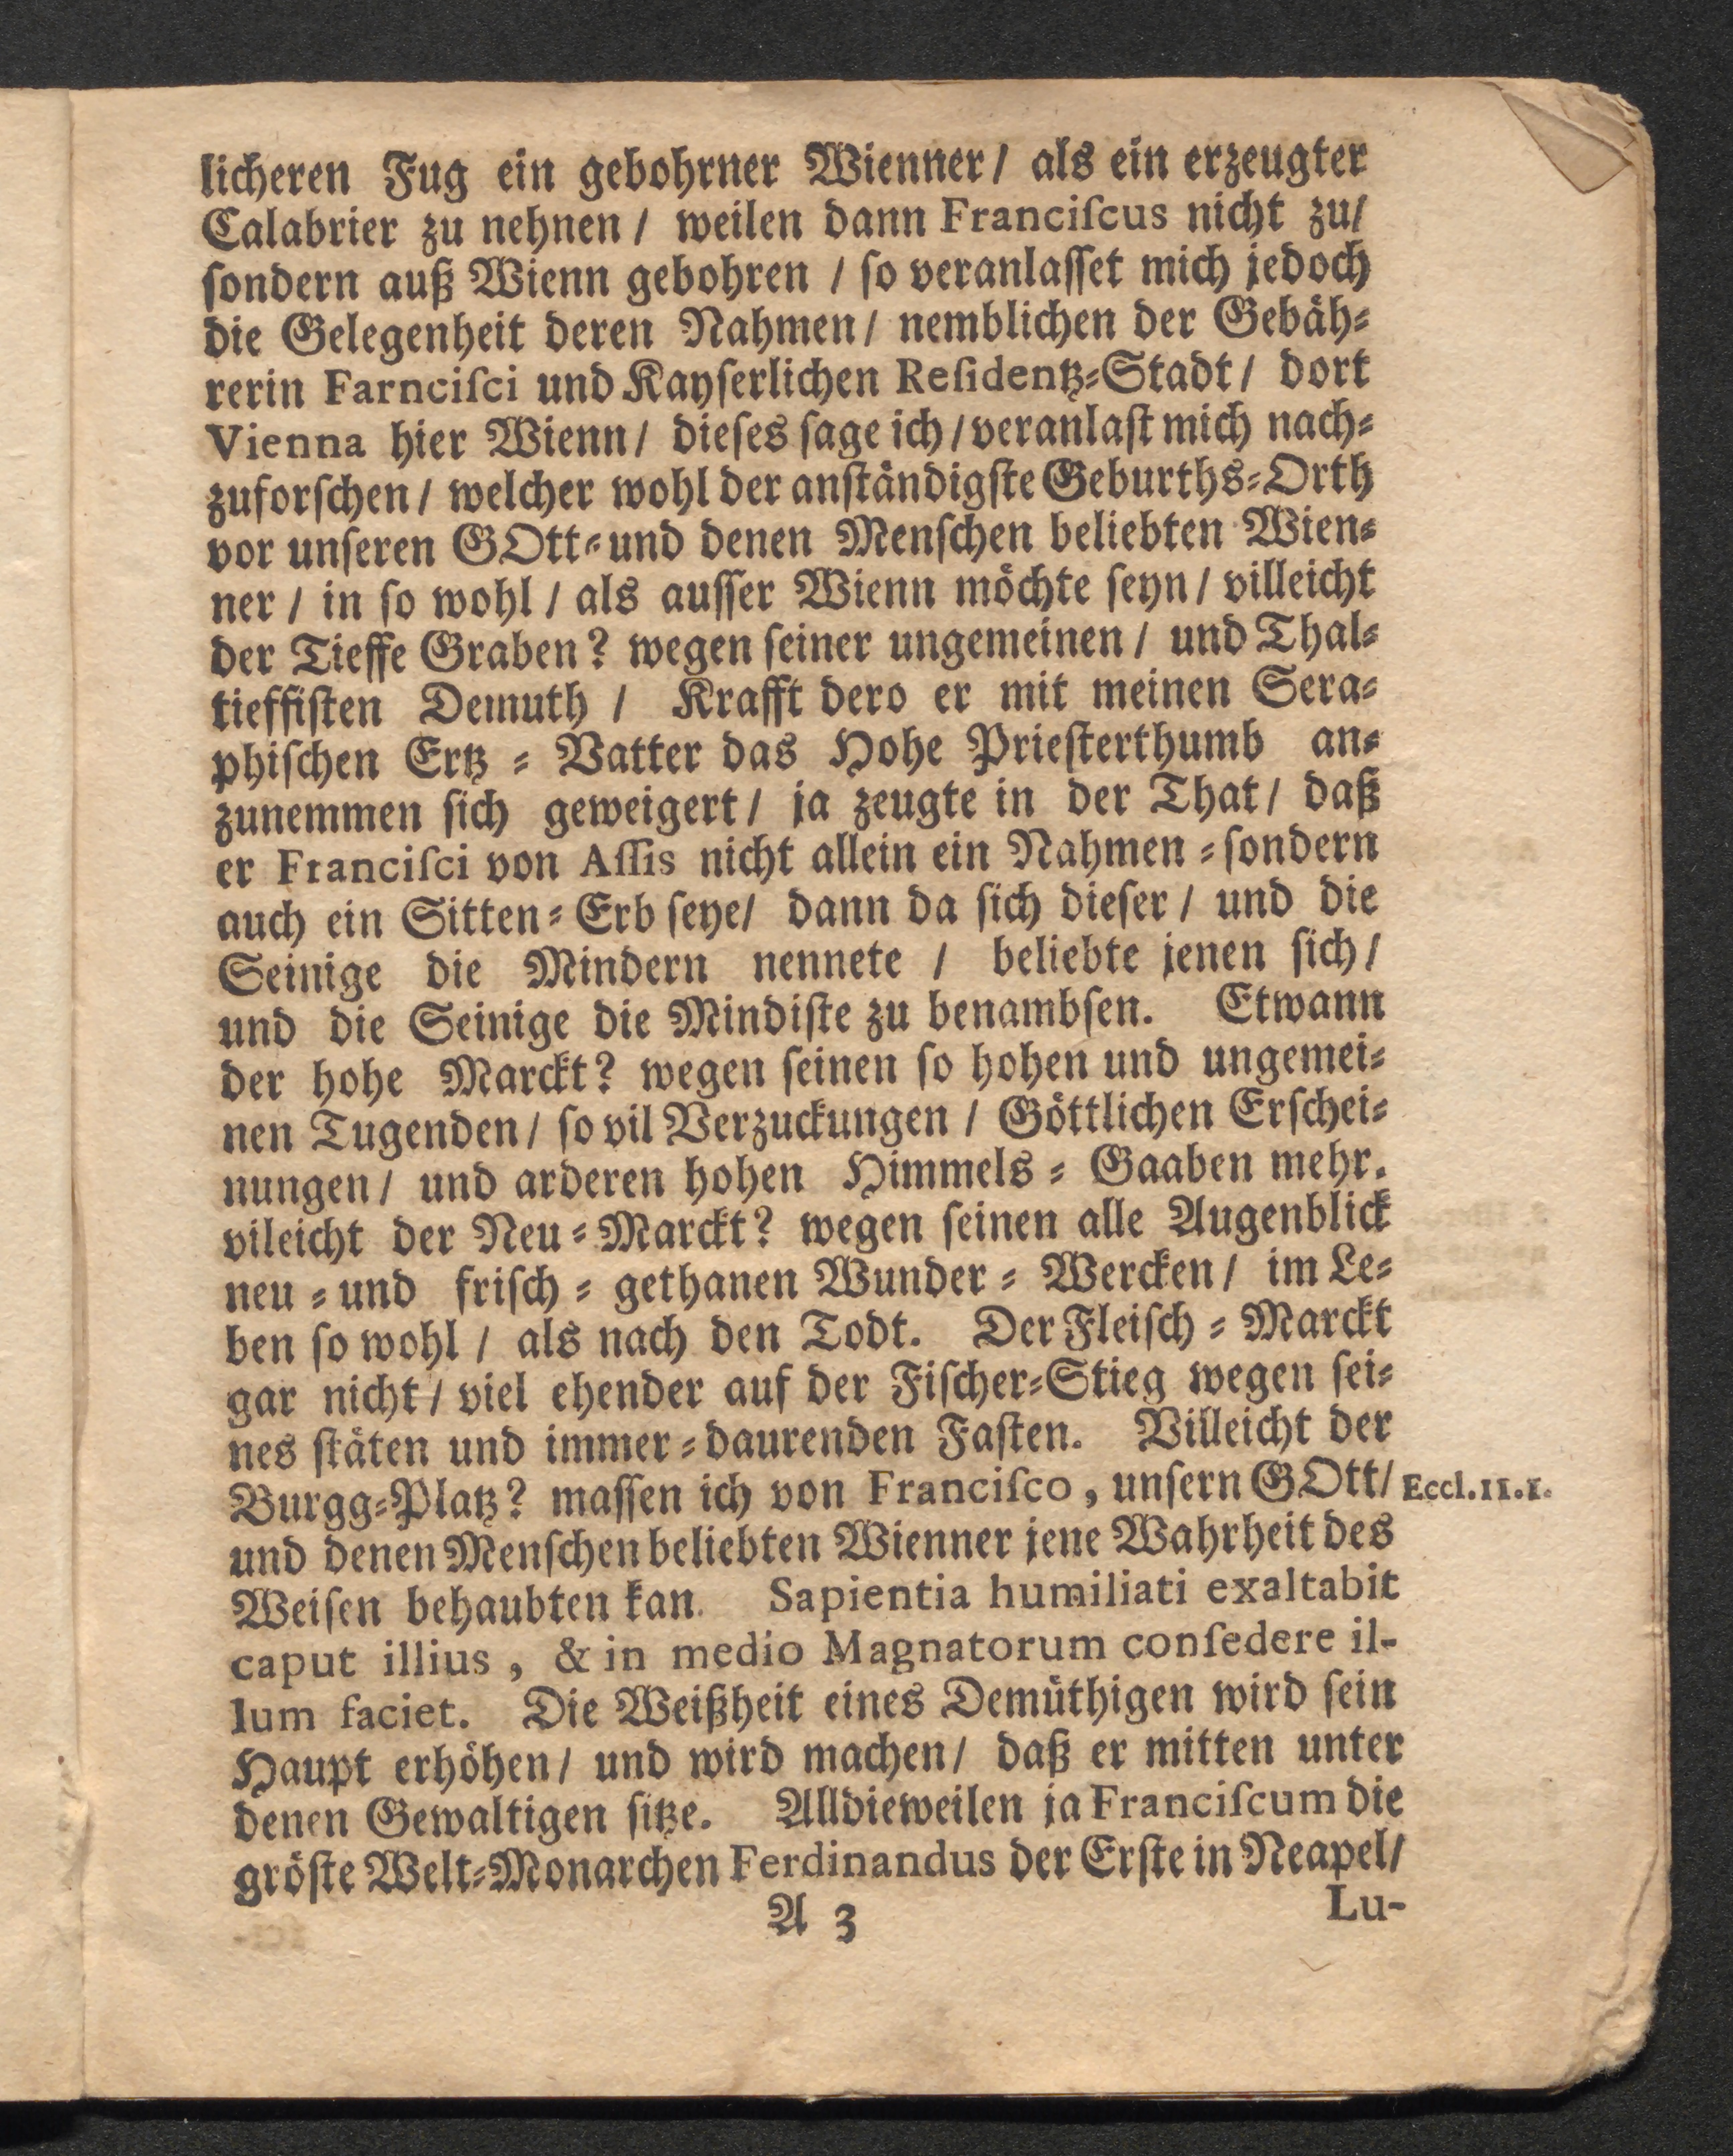 licheren Fug ein gebohrner Wienner / als ein erzeugter
Calabrier zu nehnen / weilen dann Franciſcus nicht zu /
ſondern auß Wienn gebohren / ſo veranlaſſet mich jedoch
die Gelegenheit deren Nahmen / nemblichen der Gebäh⸗
rerin Farnciſci und Kayſerlichen Reſidentz⸗Stadt / dort
Vienna hier Wienn / dieſes ſage ich / veranlaſt mich nach⸗
zuforſchen / welcher wohl der anſtändigſte Geburths⸗Orth
vor unſeren GOtt⸗und denen Menſchen beliebten Wien⸗
ner / in ſo wohl / als auſſer Wienn möchte ſeyn / villeicht
der Tieffe Graben? wegen ſeiner ungemeinen / und Thal⸗
tieffiſten Demuth / Krafft dero er mit meinen Sera⸗
phiſchen Ertz ⸗ Vatter das Hohe Prieſterthumb an⸗
zunemmen ſich geweigert / ja zeugte in der That / daß
er Franciſci von Aſſis nicht allein ein Nahmen ⸗ ſondern
auch ein Sitten ⸗ Erb ſeye / dann da ſich dieſer / und die
Seinige die Mindern nennete / beliebte jenen ſich /
und die Seinige die Mindiſte zu benambſen. Etwann
der hohe Marckt? wegen ſeinen ſo hohen und ungemei⸗
nen Tugenden / ſo vil Verzuckungen / Göttlichen Erſchei⸗
nungen / und arderen hohen Himmels ⸗ Gaaben mehr.
vileicht der Neu ⸗ Marckt? wegen ſeinen alle Augenblick
neu ⸗ und friſch ⸗ gethanen Wunder ⸗ Wercken / im Le⸗
ben ſo wohl / als nach den Todt. Der Fleiſch ⸗ Marckt
gar nicht / viel ehender auf der Fiſcher⸗Stieg wegen ſei⸗
nes ſtäten und immer ⸗ daurenden Faſten. Villeicht der
Burgg⸗Platz? maſſen ich von Franciſco, unſern GOtt / Eccl. 11. 1.
und denen Menſchen beliebten Wienner jene Wahrheit des
Weiſen behaubten kan. Sapientia humiliati exaltabit
caput illius, & in medio Magnatorum conſedere il-
lum faciet. Die Weißheit eines Demüthigen wird ſein
Haupt erhöhen / und wird machen / daß er mitten unter
denen Gewaltigen ſitze. Alldieweilen ja Franciſcum die
gröſte Welt⸗Monarchen Ferdinandus der Erſte in Neapel /
A 3 Lu-